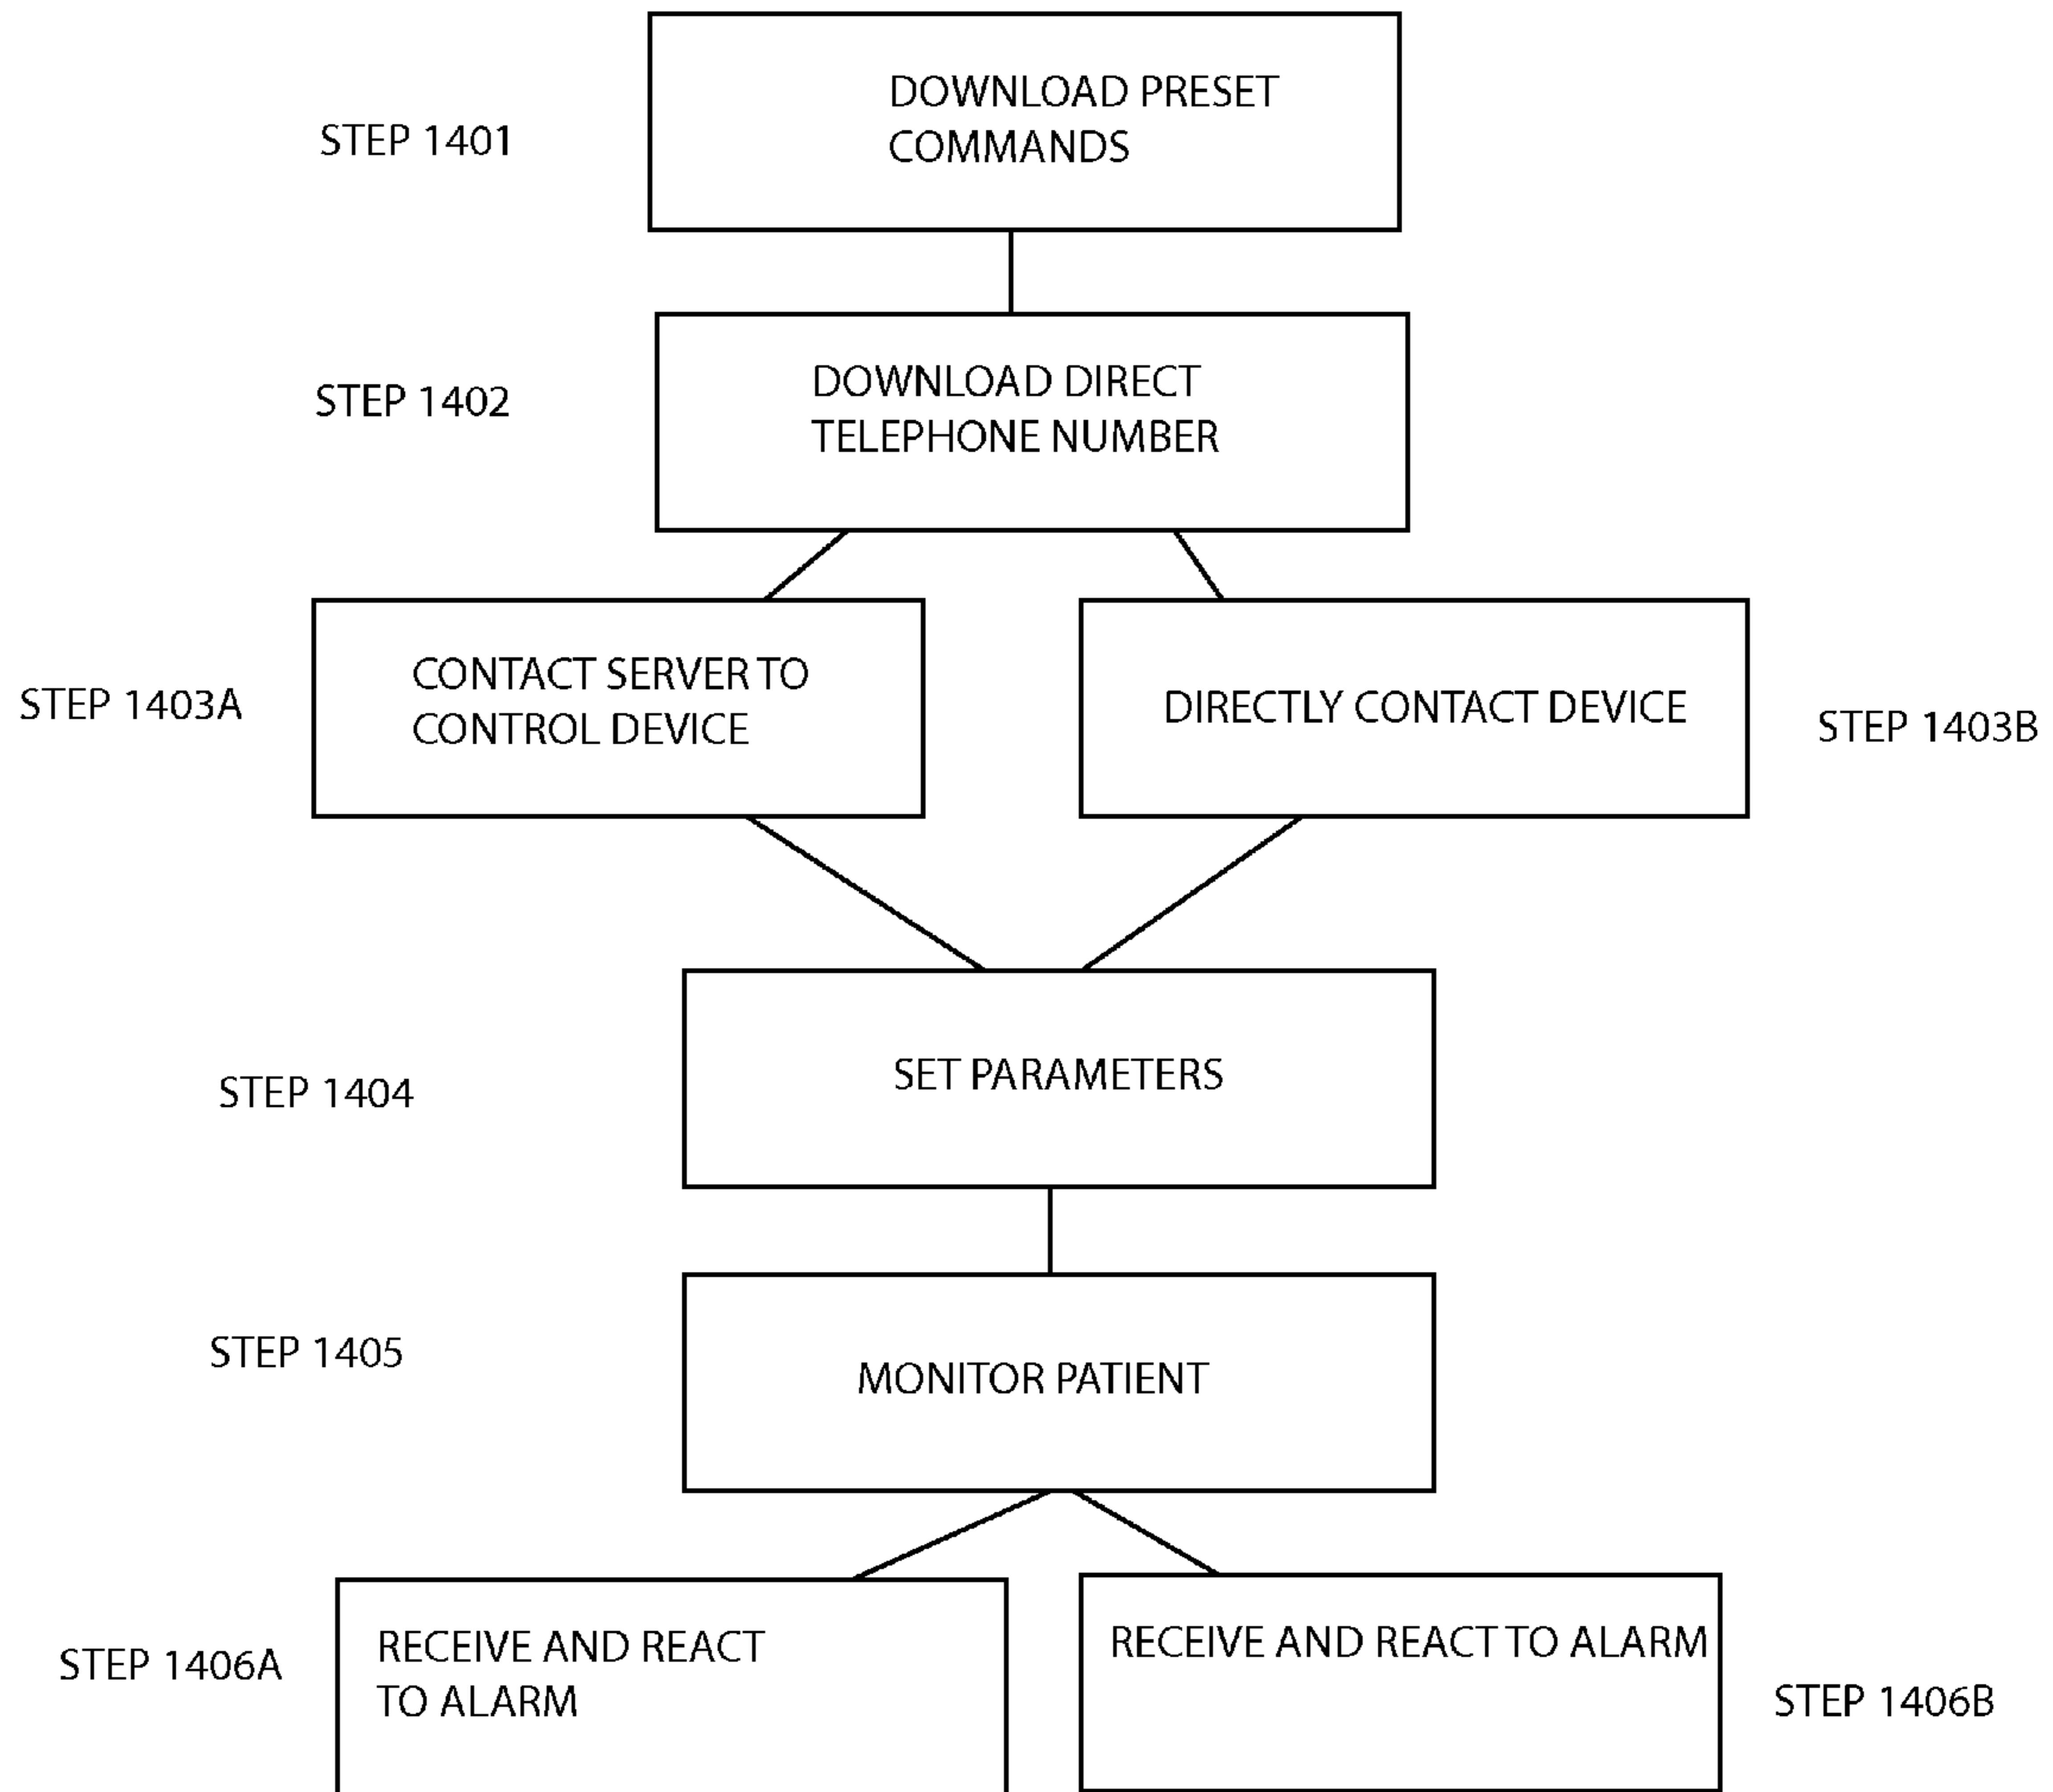 STEP 1401
DOWNLOAD PRESET
COMMANDS
STEP 1402
DOWNLOAD DIRECT
TELEPHONE NUMBER
STEP 1403A
CONTACT SERVER TO
CONTROL DEVICE
DIRECTLY CONTACT DEVICE
STEP 1403B
STEP 1404
SET PARAMETERS
STEP 1405
MONITOR PATIENT
STEP 1406A
RECEIVE AND REACT
TO ALARM
RECEIVE AND REACT TO ALARM
STEP 1406B